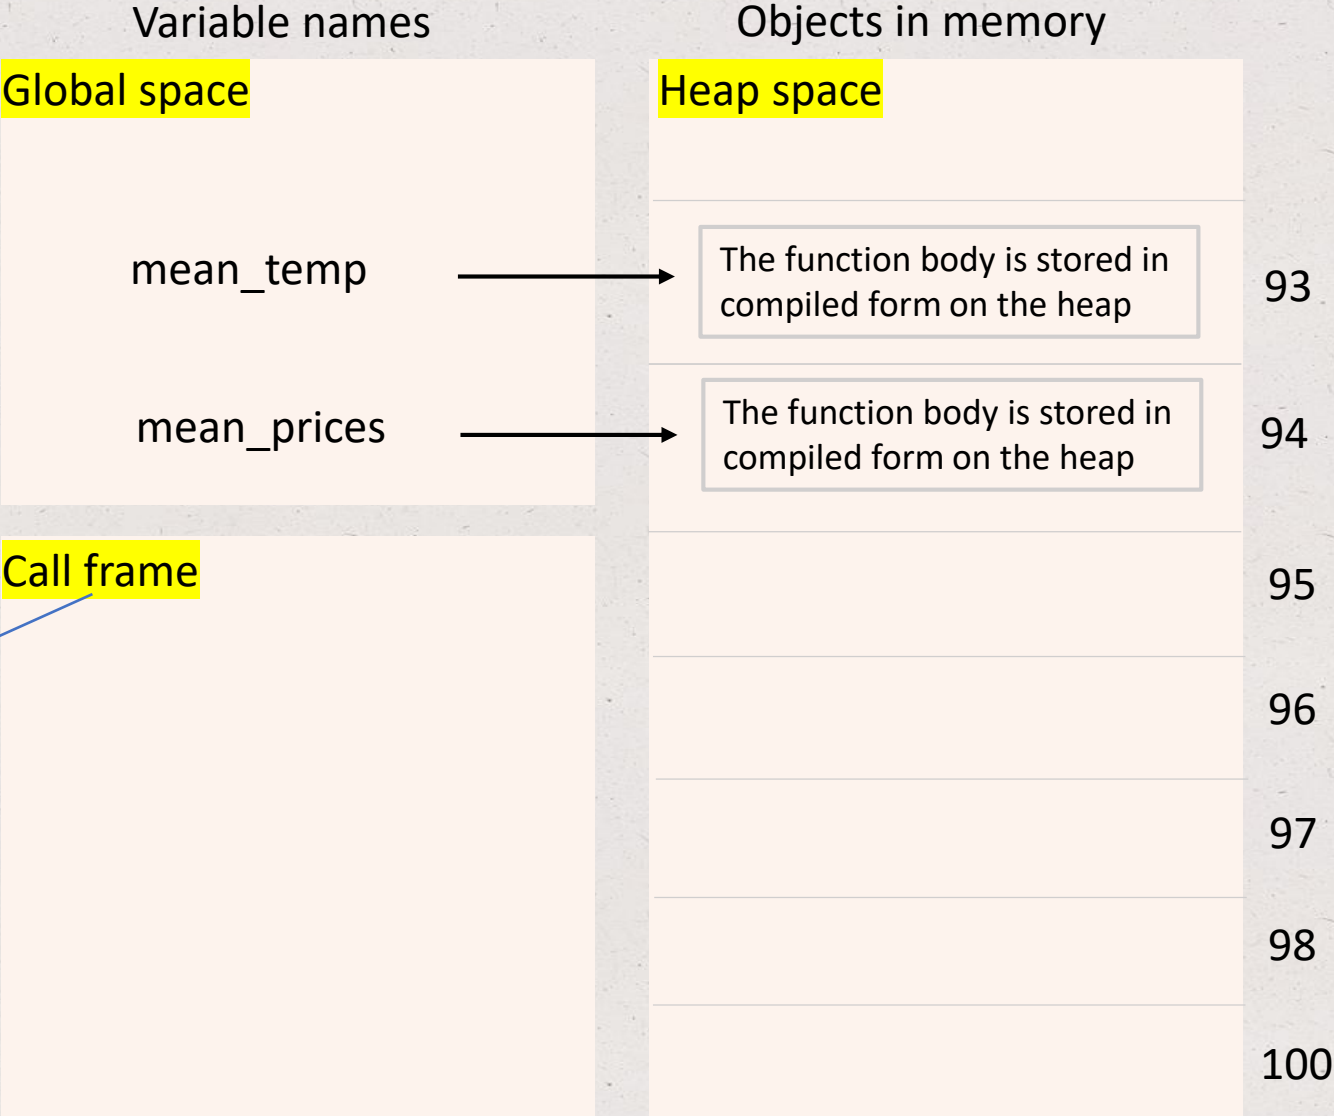 Variable names
Objects in memory
Global space
Heap space
mean_temp
The function body is stored in
compiled form on the heap
93
mean_prices
The function body is stored in
compiled form on the heap
94
Call frame
95
96
97
98
100